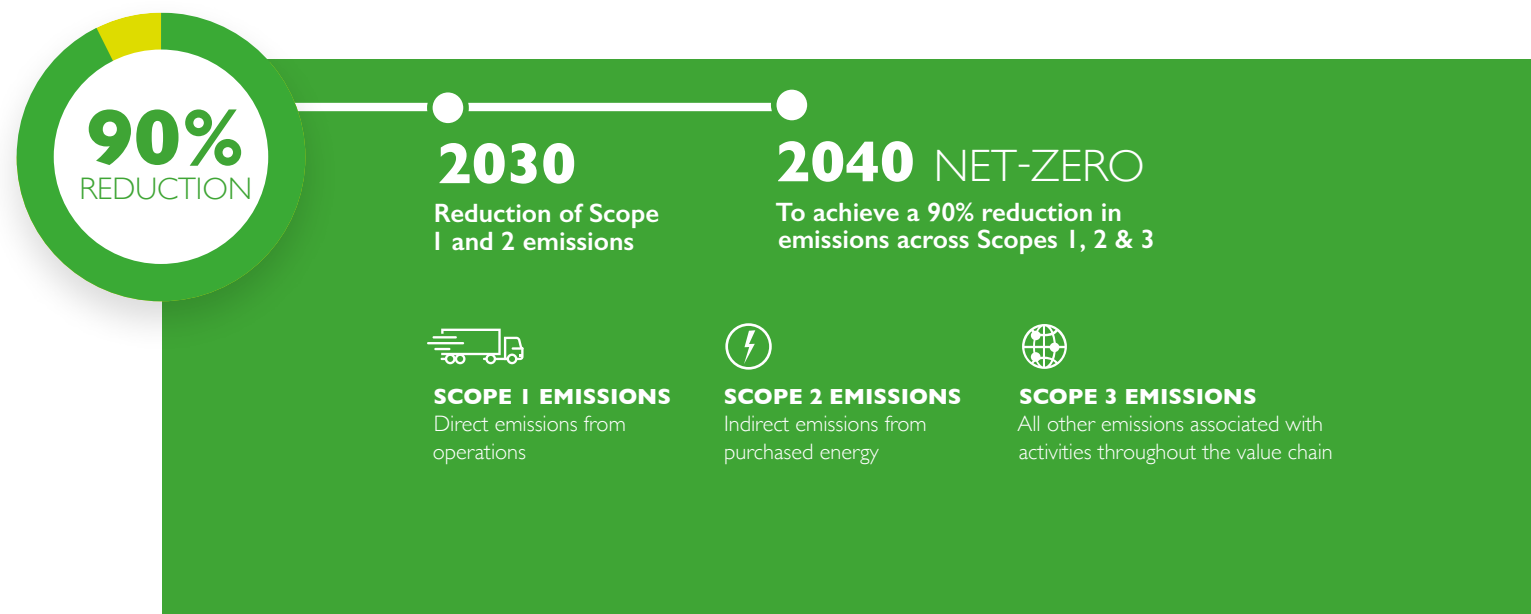 90%
REDUCTION
2030
Reduction of Scope
1 and 2 emissions
2040 NET-ZERO
To achieve a 90% reduction in
emissions across Scopes 1, 2 & 3
SCOPE 1 EMISSIONS
Direct emissions from
operations
SCOPE 2 EMISSIONS
Indirect emissions from
purchased energy
SCOPE 3 EMISSIONS
All other emissions associated with
activities throughout the value chain